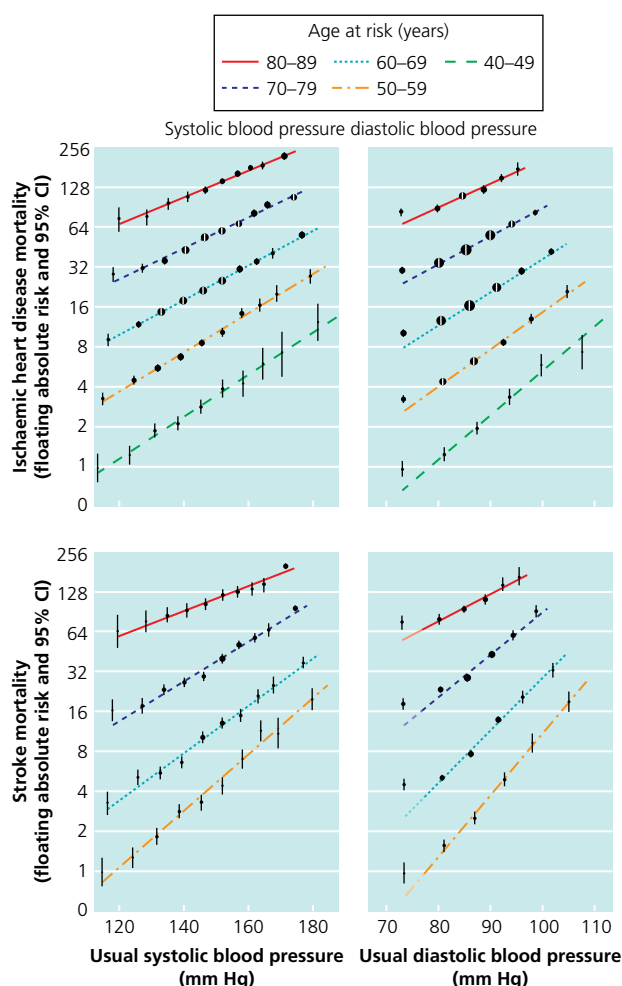 Age at risk (years)
80–89 60–69 40–49
70–79 50–59
Systolic blood pressure diastolic blood pressure
Ischaemic heart disease mortality
(floating absolute risk and 95% CI)
256
128
64
32
16
8
4
2
1
0
Stroke mortality
(floating absolute risk and 95% CI)
256
128
64
32
16
8
4
2
1
0
120 140 160 180 70 80 90 100 110
Usual systolic blood pressure Usual diastolic blood pressure
(mm Hg) (mm Hg)